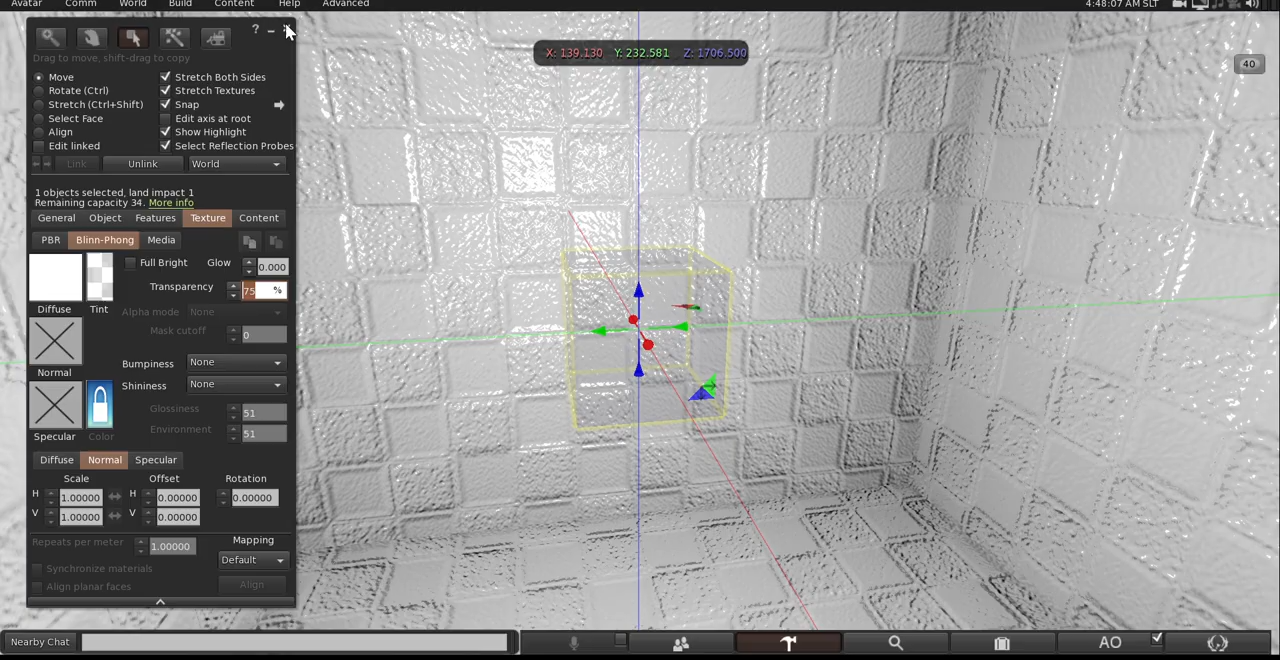 Avatar Comm World Build Content Help Advanced 4:48:07 AM SLT
? –
X: 139.130 Y: 232.581 Z: 1706.500
40
Drag to move, shift-drag to copy
Move Stretch Both Sides
Rotate (Ctrl) Stretch Textures
Stretch (Ctrl+Shift) Snap
Select Face Edit axis at root
Align Show Highlight
Edit linked Select Reflection Probes
Link Unlink World
1 objects selected, land impact 1
Remaining capacity 34. More info
General Object Features Texture Content
PBR Blinn-Phong Media
Full Bright Glow 0.000
Transparency 75 %
Diffuse Tint Alpha mode None
Mask cutoff 0
Normal Bumpiness None
Shininess None
Glossiness 51
Specular Color Environment 51
Diffuse Normal Specular
Scale Offset Rotation
H 1.00000 H 0.00000 0.00000
V 1.00000 V 0.00000
Repeats per meter 1.00000 Mapping
Default
Synchronize materials
Align planar faces Align
Nearby Chat AO